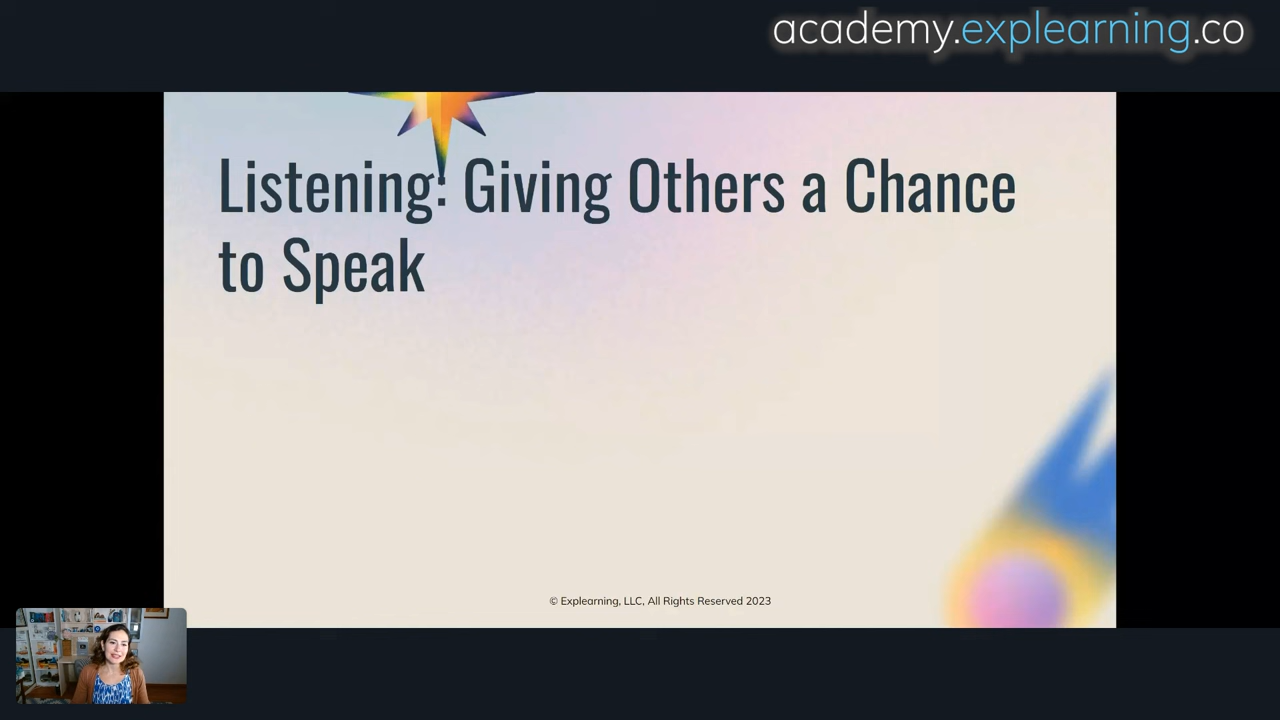 academy.explearning.co
Listening: Giving Others a Chance
to Speak
© Explearning, LLC, All Rights Reserved 2023